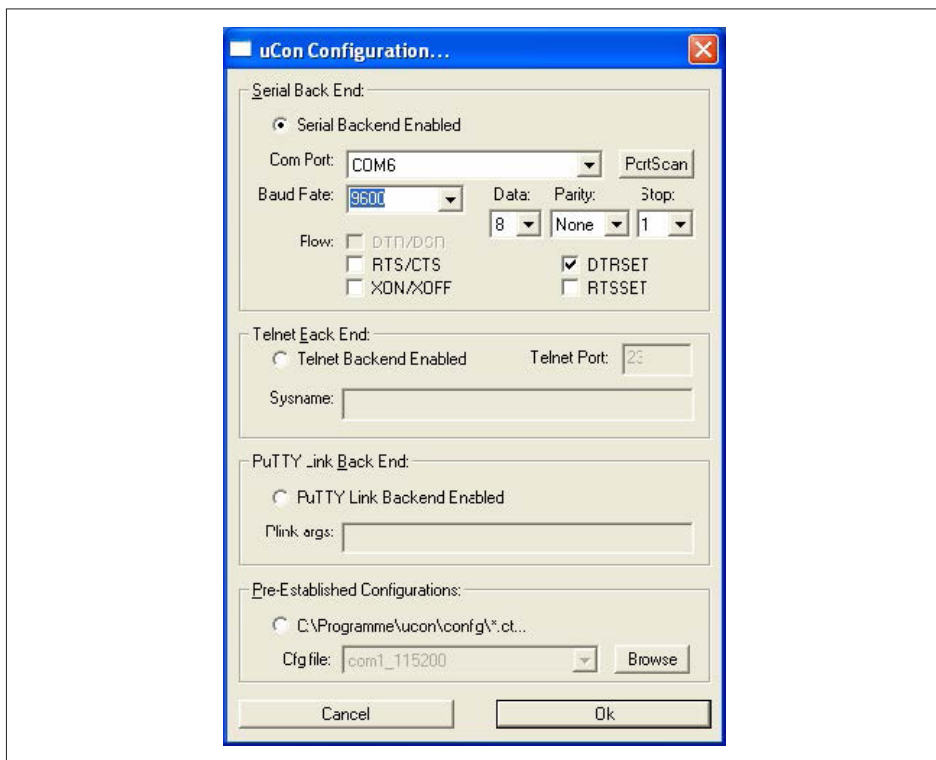 uCon Configuration...
Serial Back End:
Serial Backend Enabled
Com Port: COM6 PortScan
Baud Rate: 9600 Data: Parity: Stop:
8 None 1
Flow: DTR/DSR
RTS/CTS DTRSET
XON/XOFF RTSSET
Telnet Back End:
Telnet Backend Enabled Telnet Port: 23
Sysname:
PuTTY Link Back End:
PuTTY Link Backend Enabled
Plink args:
Pre-Established Configurations:
C:\Programme\ucon\config\*.ct...
Cfg file: com1_115200 Browse
Cancel Ok